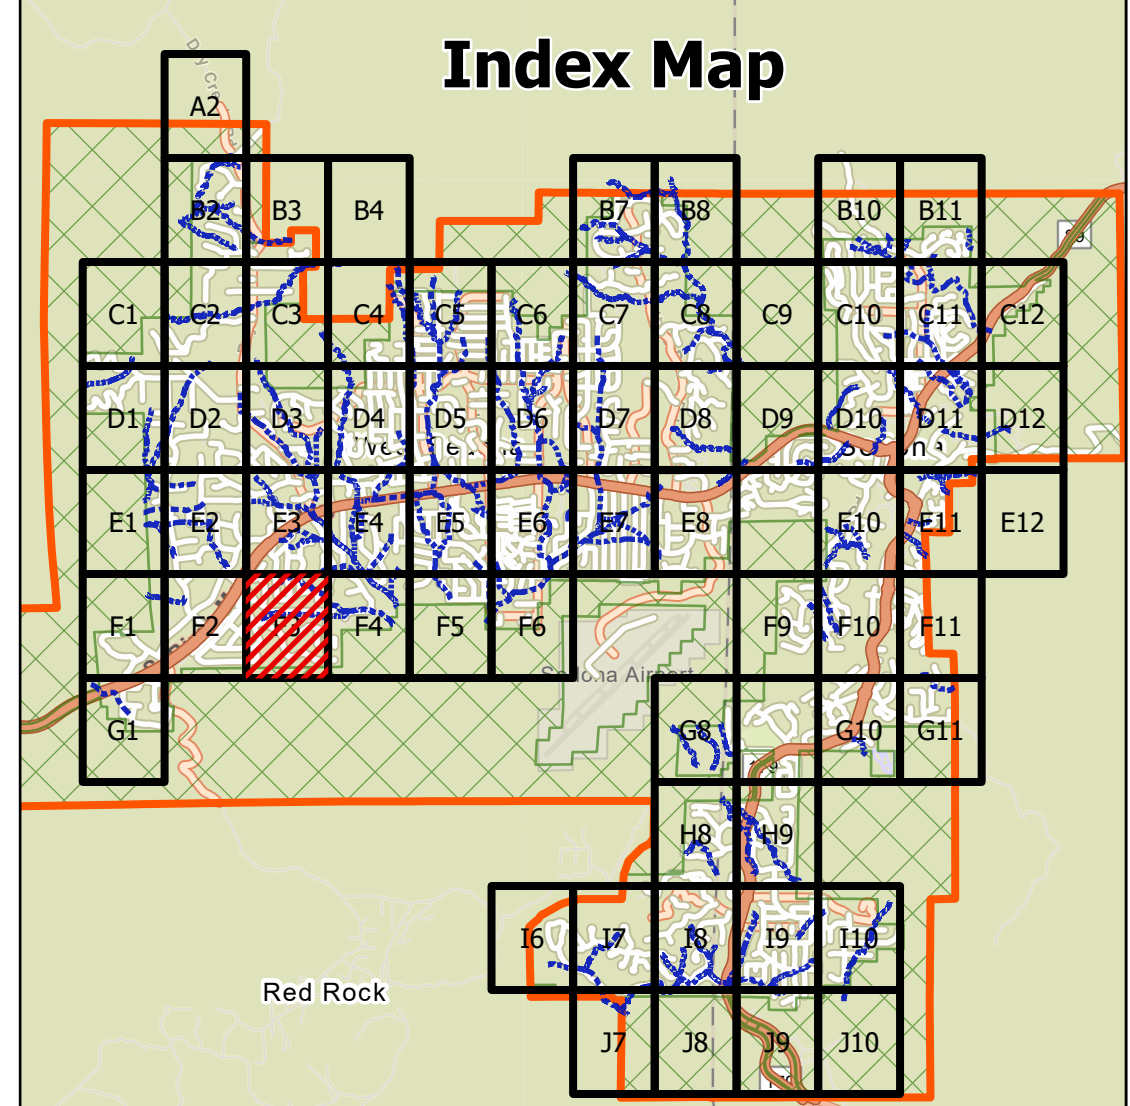 Index Map
A2
B2 B3 B4 B7 B8 B10 B11
C1 C2 C3 C4 C5 C6 C7 C8 C9 C10 C11 C12
D1 D2 D3 D4 D5 D6 D7 D8 D9 D10 D11 D12
E1 E2 E3 E4 E5 E6 E7 E8 E10 E11 E12
F1 F2 F3 F4 F5 F6 F9 F10 F11
Sedona Airport
G1 G8 G10 G11
H8 H9
I6 I7 I8 I9 I10
Red Rock
J7 J8 J9 J10